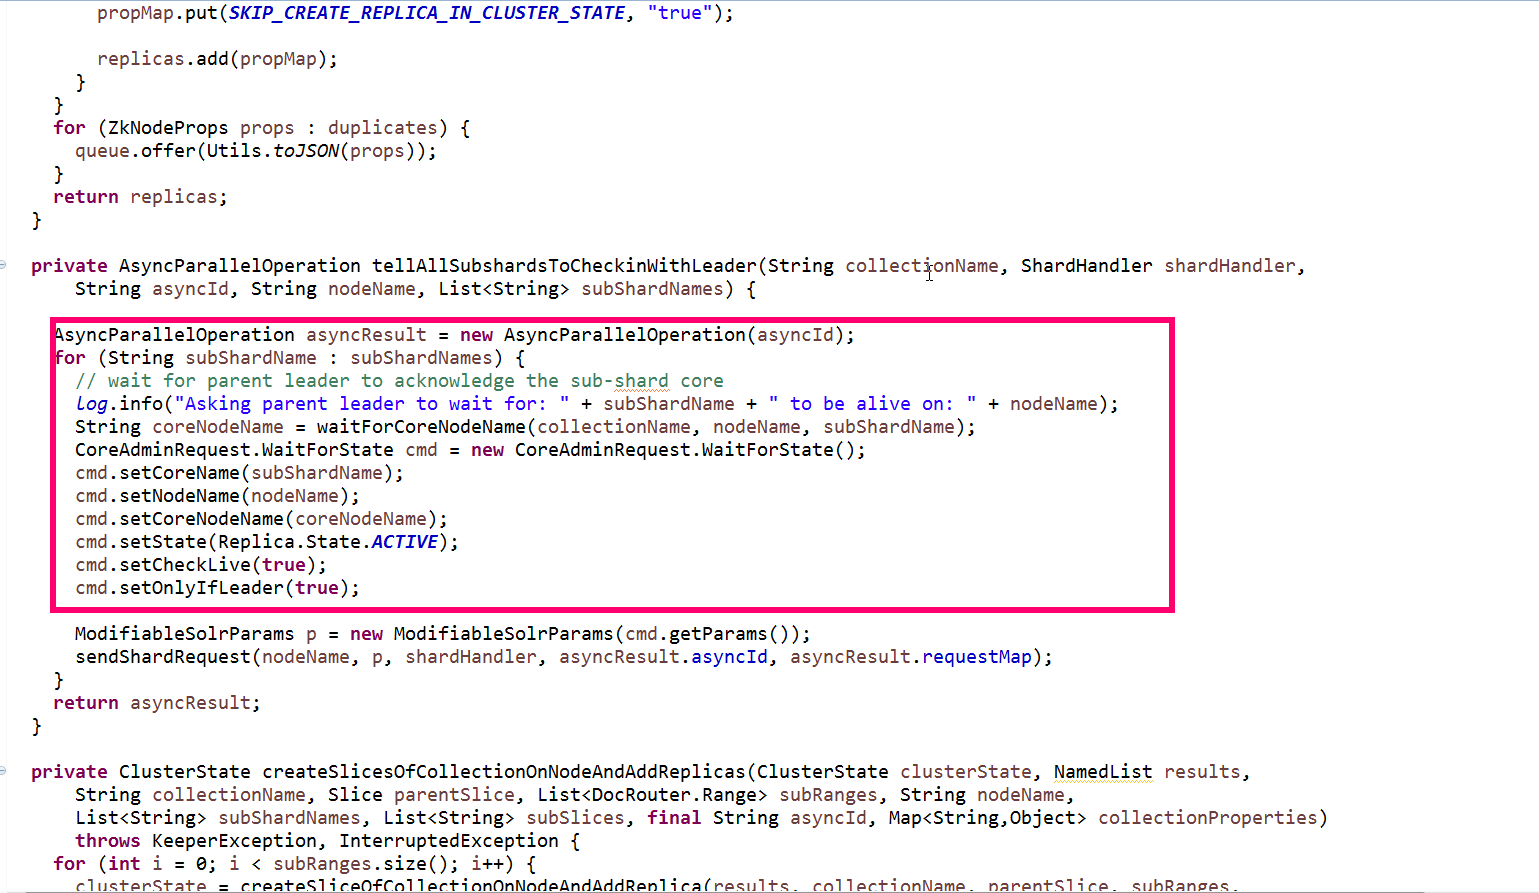 propMap.put(SKIP_CREATE_REPLICA_IN_CLUSTER_STATE, "true");
replicas.add(propMap);
}
}
for (ZkNodeProps props : duplicates) {
queue.offer(Utils.toJSON(props));
}
return replicas;
}
private AsyncParallelOperation tellAllSubshardsToCheckinWithLeader(String collectionName, ShardHandler shardHandler,
String asyncId, String nodeName, List<String> subShardNames) {
AsyncParallelOperation asyncResult = new AsyncParallelOperation(asyncId);
for (String subShardName : subShardNames) {
// wait for parent leader to acknowledge the sub-shard core
log.info("Asking parent leader to wait for: " + subShardName + " to be alive on: " + nodeName);
String coreNodeName = waitForCoreNodeName(collectionName, nodeName, subShardName);
CoreAdminRequest.WaitForState cmd = new CoreAdminRequest.WaitForState();
cmd.setCoreName(subShardName);
cmd.setNodeName(nodeName);
cmd.setCoreNodeName(coreNodeName);
cmd.setState(Replica.State.ACTIVE);
cmd.setCheckLive(true);
cmd.setOnlyIfLeader(true);
ModifiableSolrParams p = new ModifiableSolrParams(cmd.getParams());
sendShardRequest(nodeName, p, shardHandler, asyncResult.asyncId, asyncResult.requestMap);
}
return asyncResult;
}
private ClusterState createSlicesOfCollectionOnNodeAndAddReplicas(ClusterState clusterState, NamedList results,
String collectionName, Slice parentSlice, List<DocRouter.Range> subRanges, String nodeName,
List<String> subShardNames, List<String> subSlices, final String asyncId, Map<String,Object> collectionProperties)
throws KeeperException, InterruptedException {
for (int i = 0; i < subRanges.size(); i++) {
clusterState = createSliceOfCollectionOnNodeAndAddReplica(results, collectionName, parentSlice, subRanges,